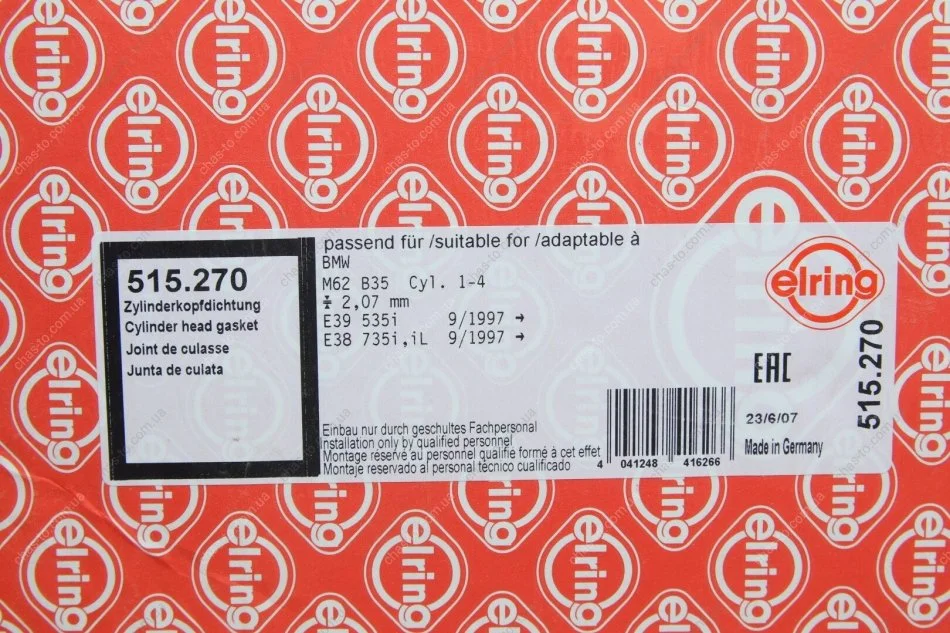 passend für /suitable for /adaptable à
BMW
M62 B35 Cyl. 1-4
2,07 mm
E39 535i 9/1997 →
E38 735i,iL 9/1997 →
515.270
Zylinderkopfdichtung
Cylinder head gasket
Joint de culasse
Junta de culata
elring
515.270
EAC
23/6/07
Made in Germany
Einbau nur durch geschultes Fachpersonal
Installation only by qualified personnel
Montage réservé au personnel qualifié formé à cet effet
Montaje reservado al personal técnico cualificado
4 041248 416266